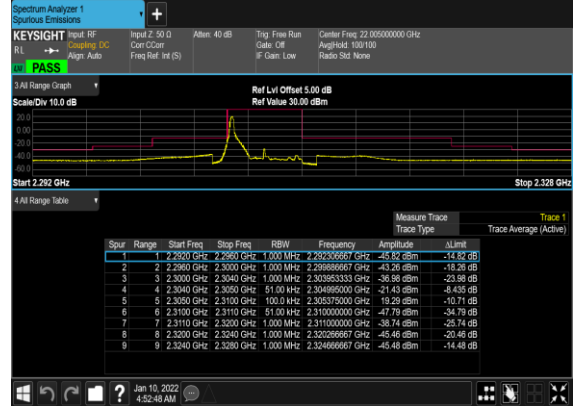 Spectrum Analyzer 1
Spurious Emissions
KEYSIGHT Input: RF Input Z: 50 Ω Atten: 40 dB Trig: Free Run Center Freq: 22.005000000 GHz
RL Coupling: DC Corr CCorr Gate: Off Avg|Hold: 100/100
Align: Auto Freq Ref: Int (S) IF Gain: Low Radio Std: None
PASS
3 All Range Graph
Ref Lvl Offset 5.00 dB
Scale/Div 10.0 dB Ref Value 30.00 dBm
20.0
0.00
-20.0
-40.0
-60.0
Start 2.292 GHz Stop 2.328 GHz
4 All Range Table
Measure Trace Trace 1
Trace Type Trace Average (Active)
Spur Range Start Freq Stop Freq RBW Frequency Amplitude ΔLimit
1 1 2.2920 GHz 2.2960 GHz 1.000 MHz 2.292306667 GHz -45.82 dBm -14.82 dB
2 2 2.2960 GHz 2.3000 GHz 1.000 MHz 2.299886667 GHz -43.26 dBm -18.26 dB
3 3 2.3000 GHz 2.3040 GHz 1.000 MHz 2.303953333 GHz -36.98 dBm -23.98 dB
4 4 2.3040 GHz 2.3050 GHz 51.00 kHz 2.304995000 GHz -21.43 dBm -8.435 dB
5 5 2.3050 GHz 2.3100 GHz 100.0 kHz 2.305375000 GHz 19.29 dBm -10.71 dB
6 6 2.3100 GHz 2.3110 GHz 51.00 kHz 2.310000000 GHz -47.79 dBm -34.79 dB
7 7 2.3110 GHz 2.3200 GHz 1.000 MHz 2.311000000 GHz -38.74 dBm -25.74 dB
8 8 2.3200 GHz 2.3240 GHz 1.000 MHz 2.320266667 GHz -45.46 dBm -20.46 dB
9 9 2.3240 GHz 2.3280 GHz 1.000 MHz 2.324666667 GHz -45.48 dBm -14.48 dB
Jan 10, 2022
4:52:48 AM